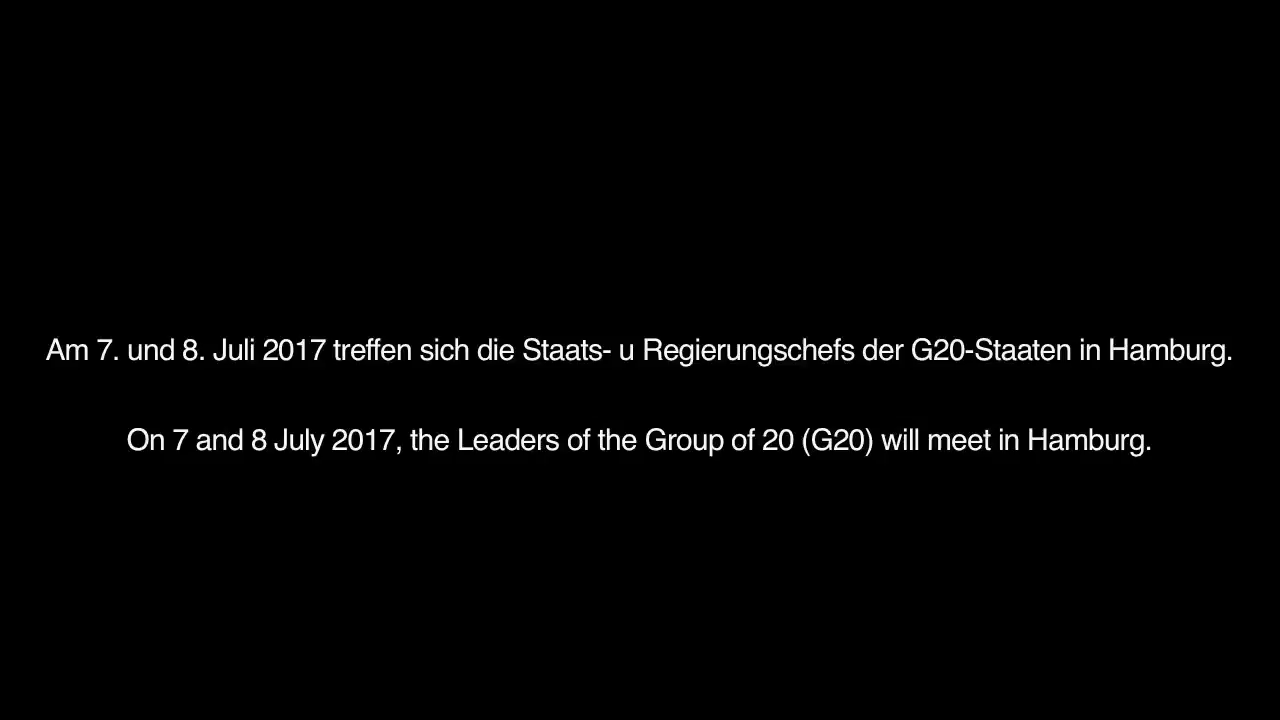 Am 7. und 8. Juli 2017 treffen sich die Staats- u Regierungschefs der G20-Staaten in Hamburg.
On 7 and 8 July 2017, the Leaders of the Group of 20 (G20) will meet in Hamburg.